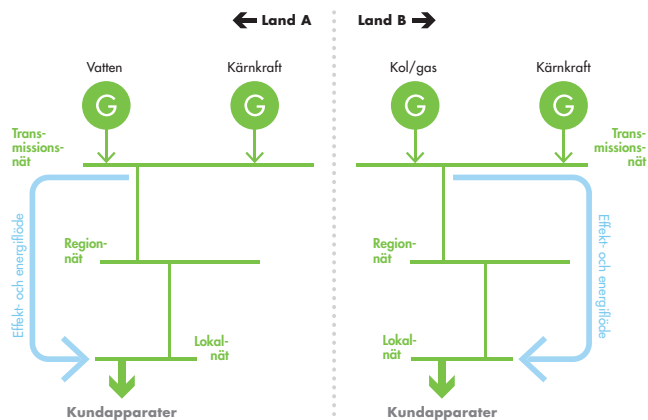 Land A
Land B
Vatten
Kärnkraft
Kol/gas
Kärnkraft
G
G
G
G
Trans-
missions-
nät
Trans-
missions-
nät
Effekt- och energiflöde
Effekt- och energiflöde
Region-
nät
Region-
nät
Lokal-
nät
Lokal-
nät
Kundapparater
Kundapparater